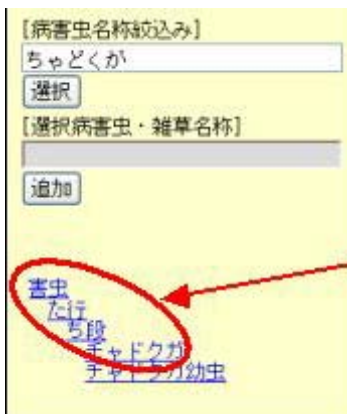 [病害虫名称絞込み]
ちゃどくが
選択
[選択病害虫・雑草名称]
追加
害虫
た行
ち段
チャドクガ
チャドクガ幼虫